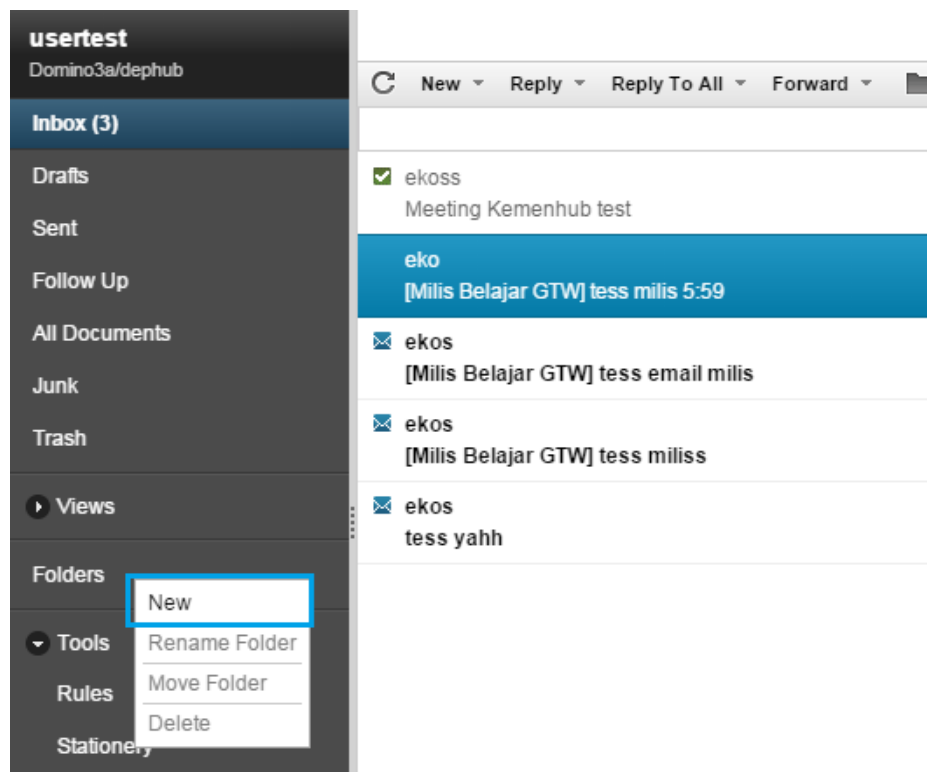 usertest
Domino3a/dephub
Inbox (3)
Drafts
Sent
Follow Up
All Documents
Junk
Trash
Views
Folders
New
Rename Folder
Move Folder
Delete
Tools
Rules
Stationery
New Reply Reply To All Forward
ekoss
Meeting Kemenhub test
eko
[Milis Belajar GTW] tess milis 5:59
ekos
[Milis Belajar GTW] tess email milis
ekos
[Milis Belajar GTW] tess miliss
ekos
tess yahh